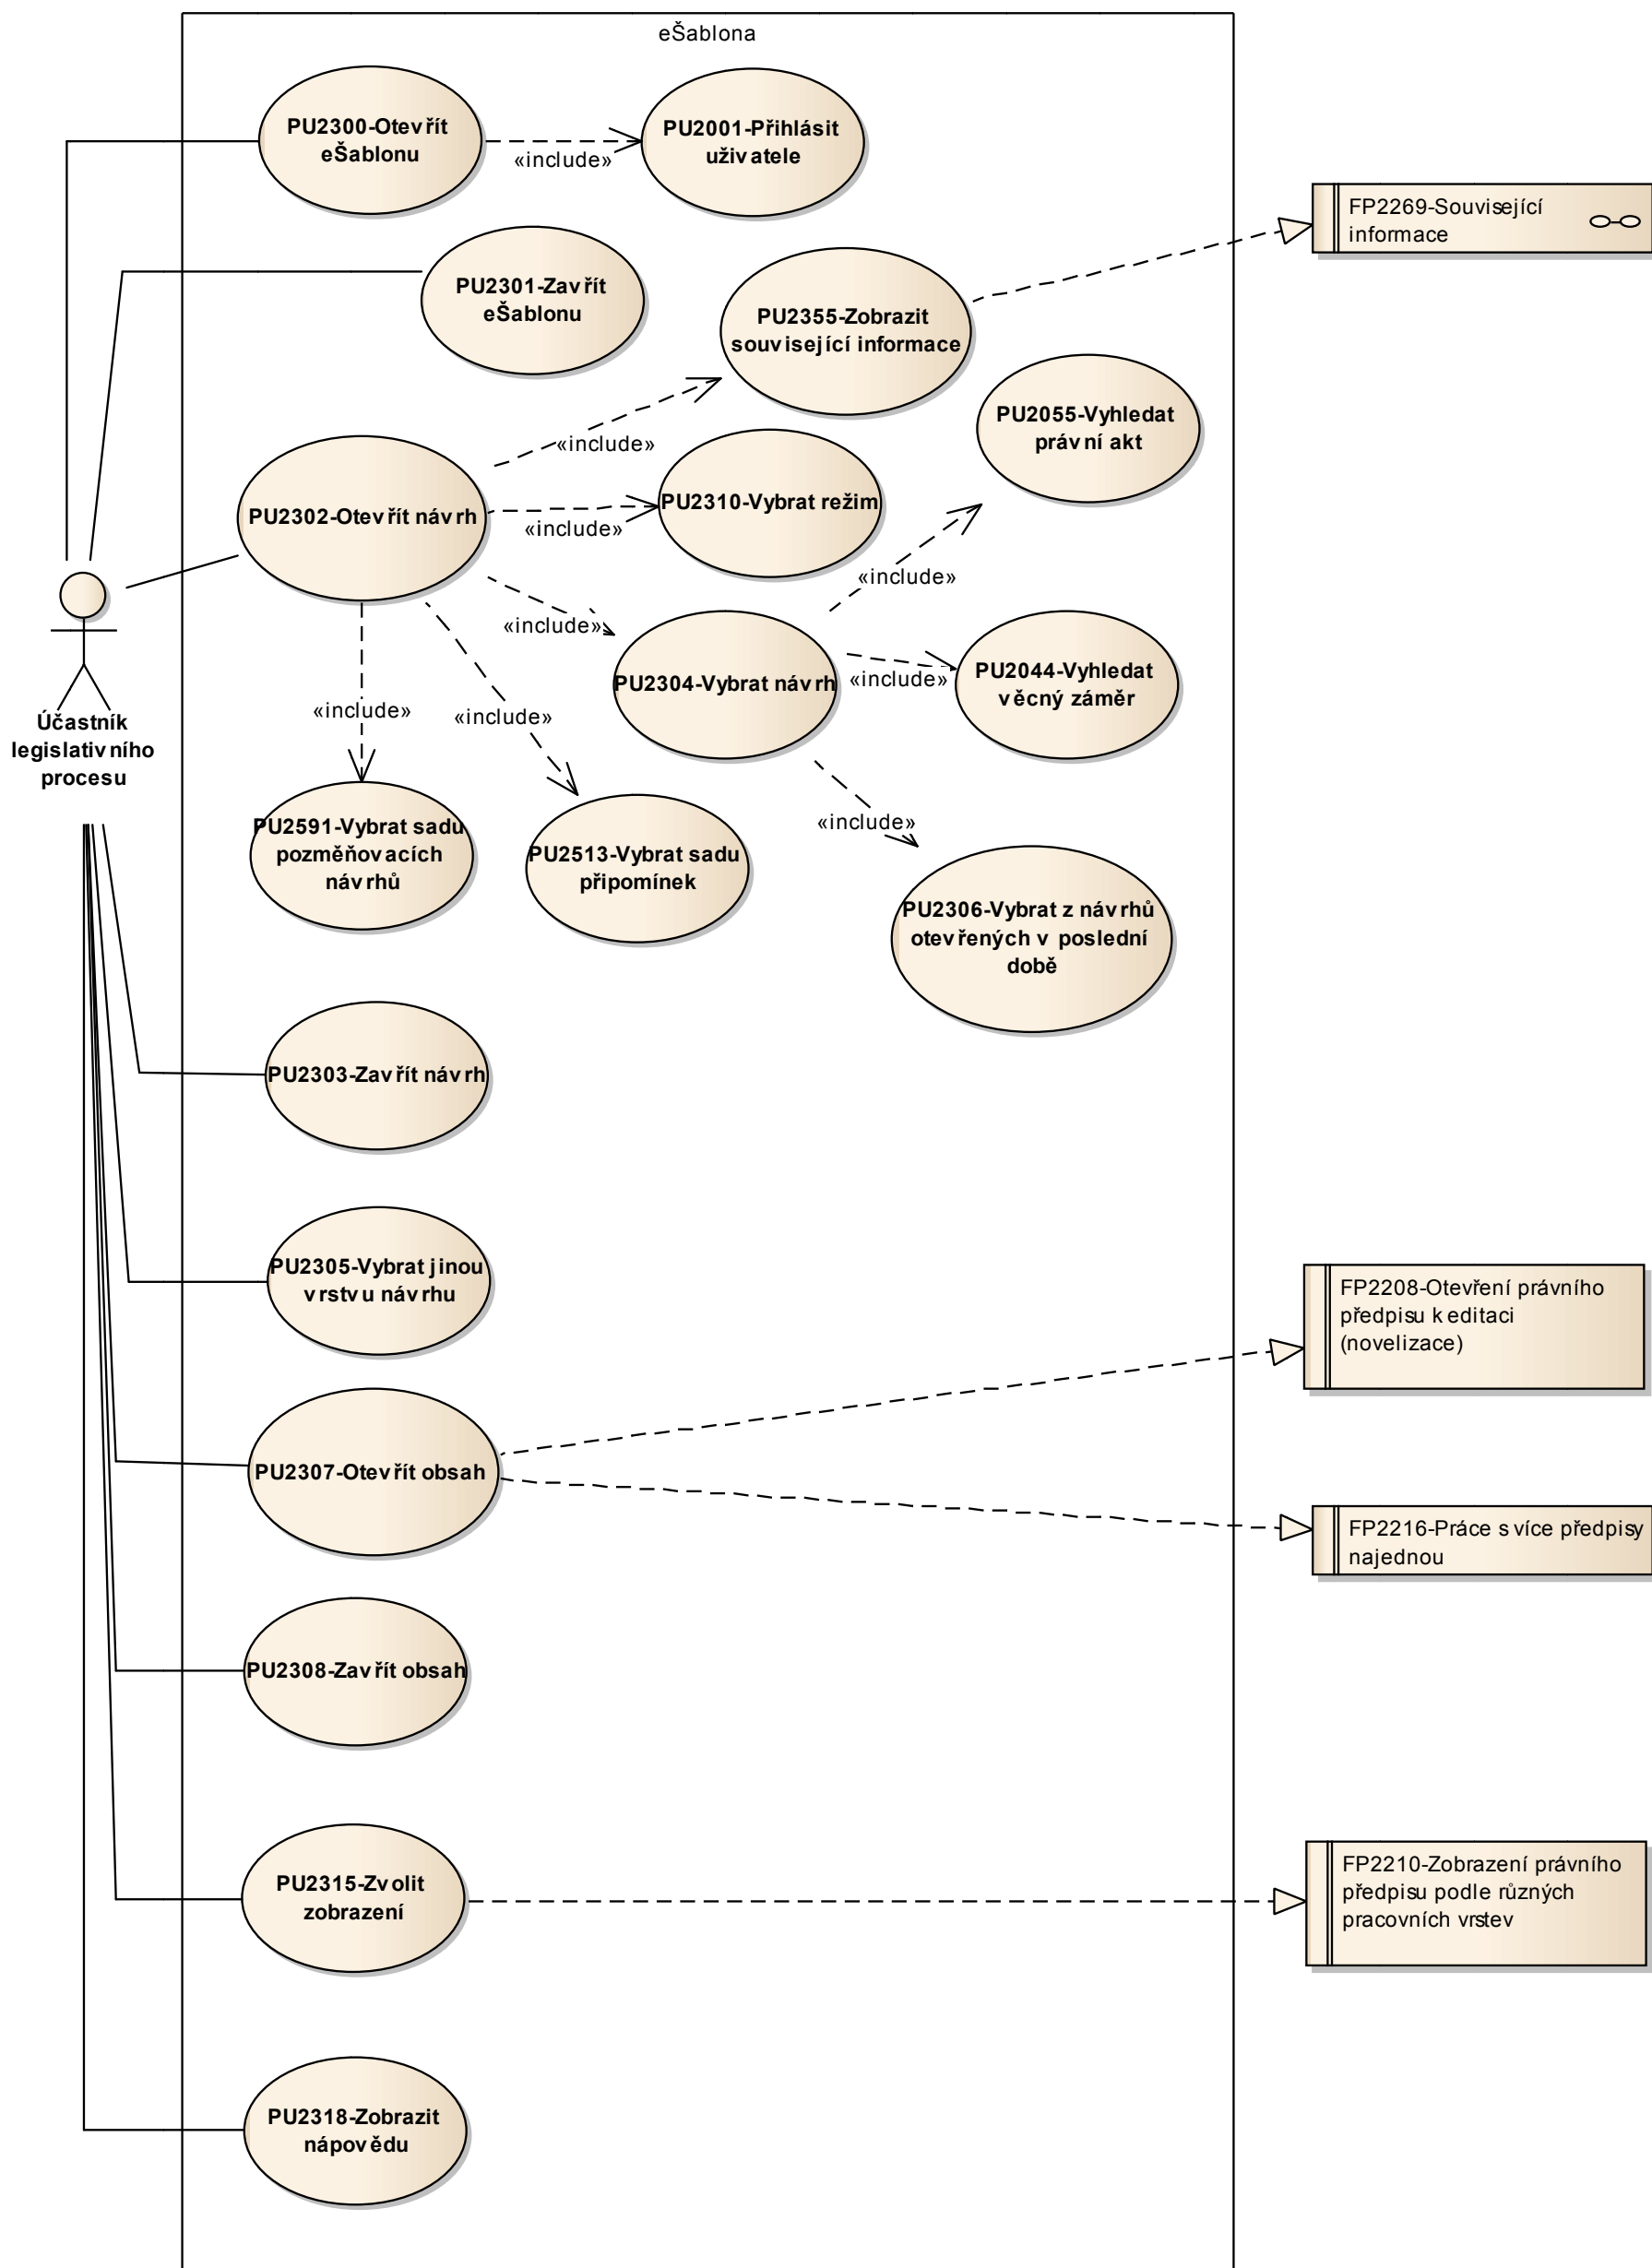 eŠablona
PU2300-Otevřít
eŠablonu
«include»
PU2001-Přihlásit
uživatele
FP2269-Související
informace
PU2301-Zavřít
eŠablonu
PU2355-Zobrazit
související informace
PU2055-Vyhledat
právní akt
«include»
PU2302-Otevřít návrh
«include»
PU2310-Vybrat režim
«include»
«include»
PU2304-Vybrat návrh
«include»
PU2044-Vyhledat
věcný záměr
«include»
«include»
Účastník
legislativního
procesu
PU2591-Vybrat sadu
pozměňovacích
návrhů
PU2513-Vybrat sadu
připomínek
«include»
PU2306-Vybrat z návrhů
otevřených v poslední
době
PU2303-Zavřít návrh
PU2305-Vybrat jinou
vrstvu návrhu
FP2208-Otevření právního
předpisu k editaci
(novelizace)
PU2307-Otevřít obsah
FP2216-Práce s více předpisy
najednou
PU2308-Zavřít obsah
PU2315-Zvolit
zobrazení
FP2210-Zobrazení právního
předpisu podle různých
pracovních vrstev
PU2318-Zobrazit
nápovědu